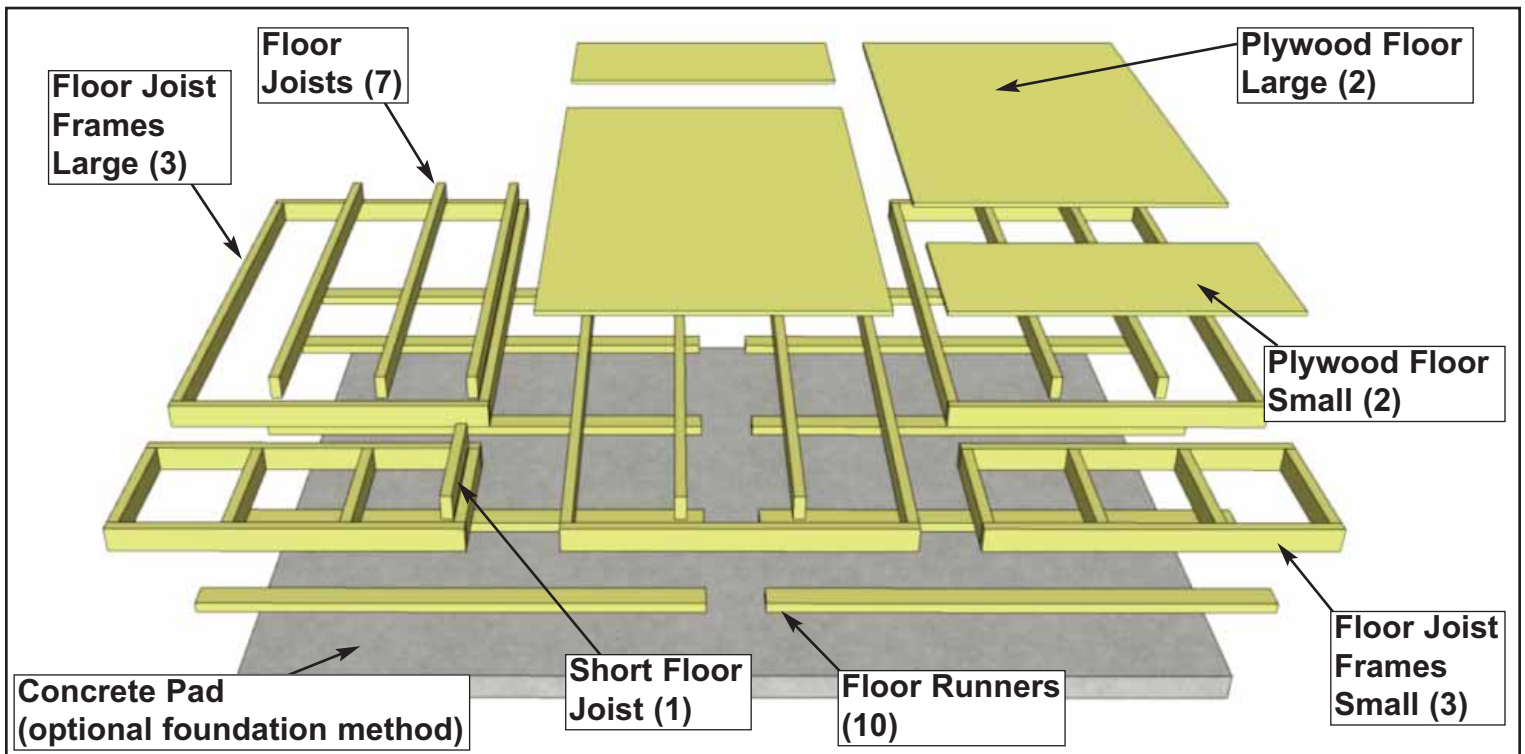 Floor
Joists (7)
Plywood Floor
Large (2)
Floor Joist
Frames
Large (3)
Plywood Floor
Small (2)
Floor Joist
Frames
Small (3)
Short Floor
Joist (1)
Floor Runners
(10)
Concrete Pad
(optional foundation method)